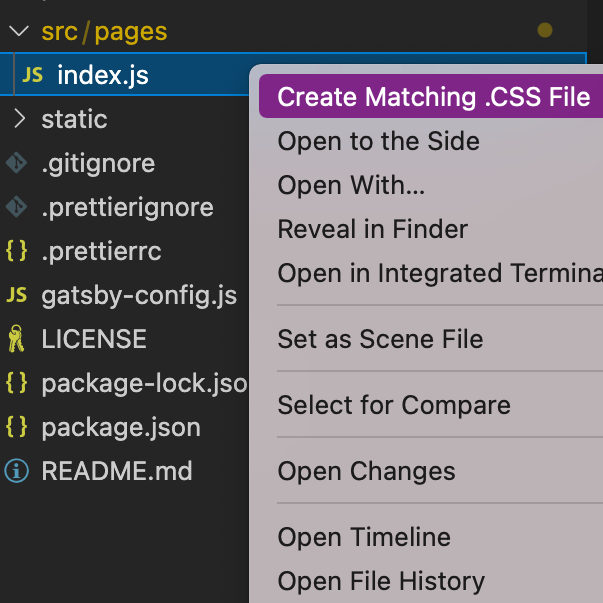 src/pages
JS index.js
static
.gitignore
.prettierignore
{} .prettierrc
JS gatsby-config.js
LICENSE
{} package-lock.jso
{} package.json
README.md
Create Matching .CSS File
Open to the Side
Open With...
Reveal in Finder
Open in Integrated Termina
Set as Scene File
Select for Compare
Open Changes
Open Timeline
Open File History